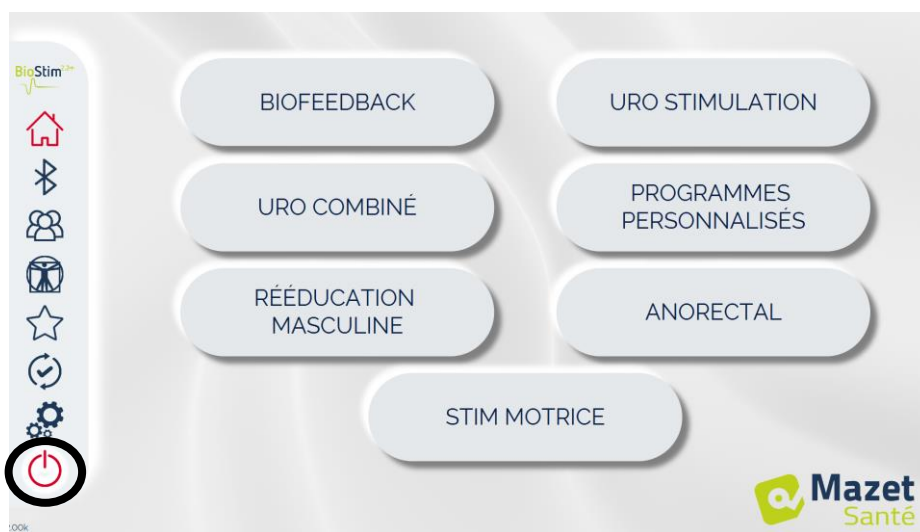 BioStim
BIOFEEDBACK
URO STIMULATION
URO COMBINÉ
PROGRAMMES
PERSONNALISÉS
RÉÉDUCATION
MASCULINE
ANORECTAL
STIM MOTRICE
Mazet
Santé